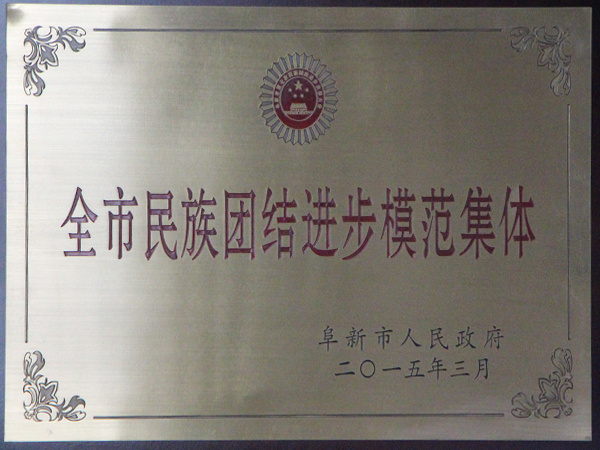 全市民族团结进步模范集体
阜新市人民政府
二〇一五年三月